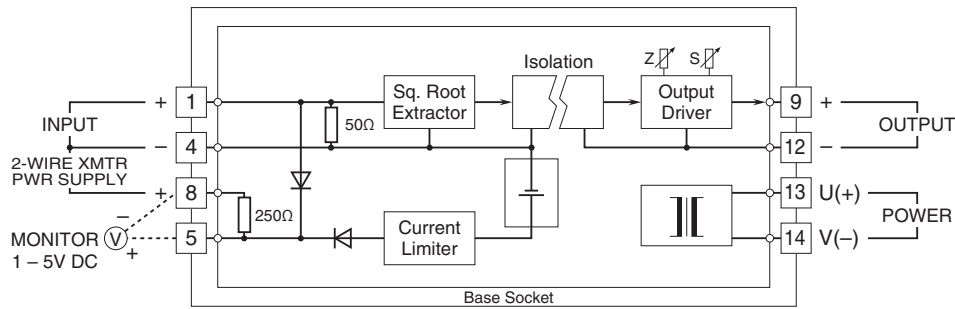 Isolation
Z
S
+
1
Sq. Root
Extractor
Output
Driver
9
+
INPUT
50Ω
OUTPUT
−
4
12
−
2-WIRE XMTR
PWR SUPPLY
+
8
13
U(+)
−
250Ω
POWER
MONITOR
V
5
Current
Limiter
14
V(−)
+
1 – 5V DC
Base Socket